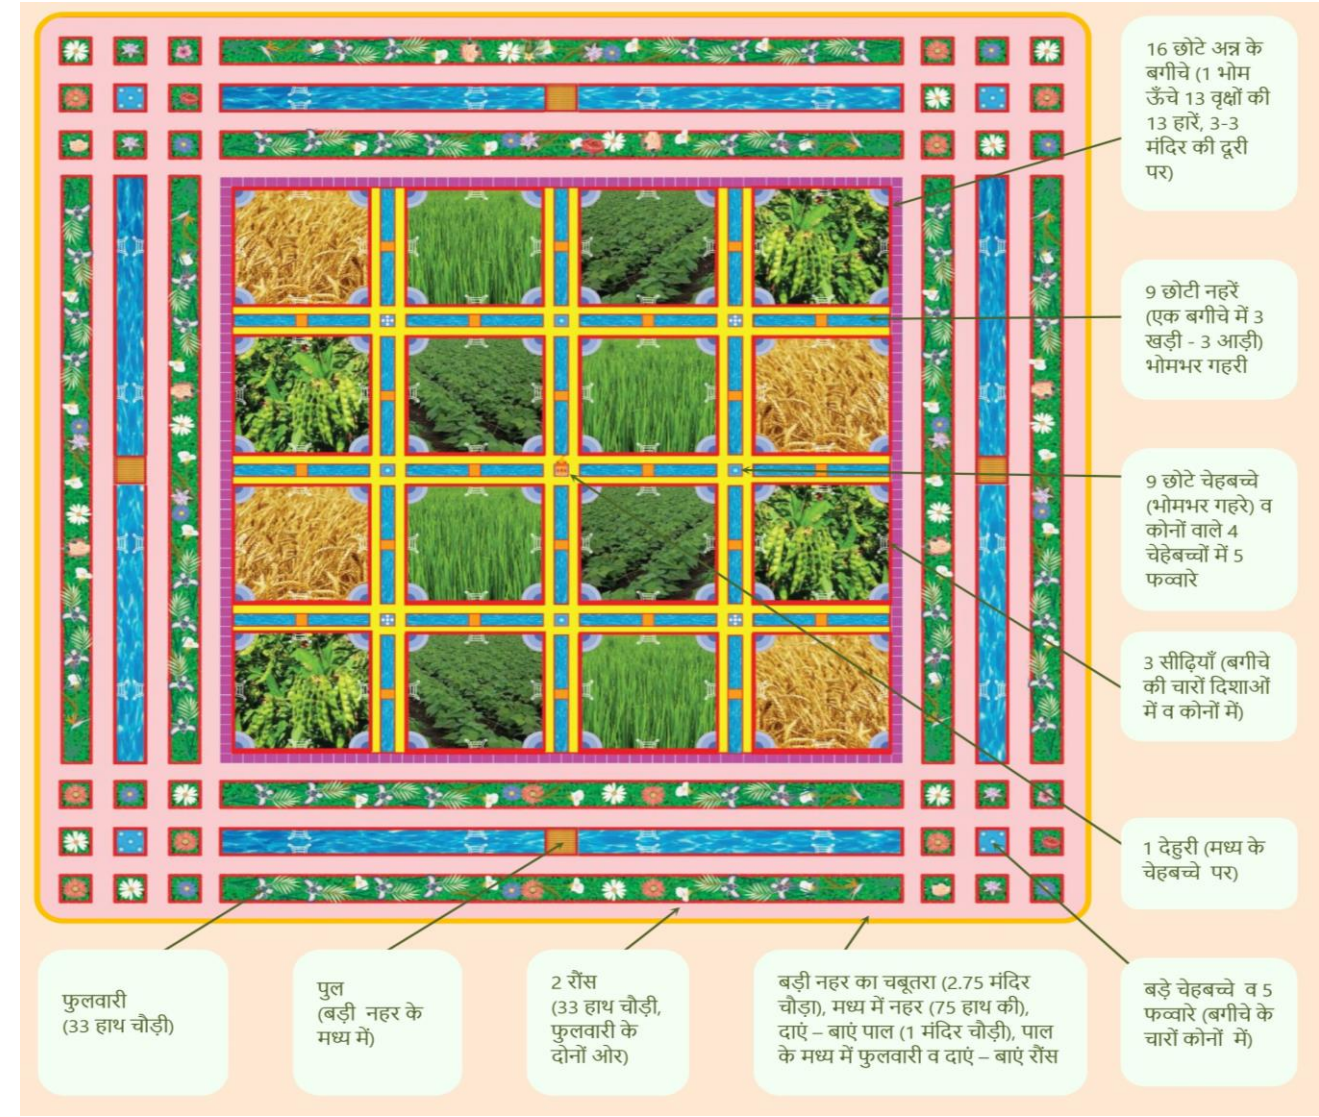 16 छोटे अन्न के
बगीचे (1 भोम
ऊँचे 13 वृक्षों की
13 हारें, 3-3
मंदिर की दूरी
पर)
9 छोटी नहरें
(एक बगीचे में 3
खड़ी - 3 आड़ी)
भोमभर गहरी
9 छोटे चेहबच्चे
(भोमभर गहरे) व
कोनों वाले 4
चेहेबच्चों में 5
फव्वारे
3 सीढ़ियाँ (बगीचे
की चारों दिशाओं
में व कोनों में)
1 देहुरी (मध्य के
चेहबच्चे पर)
फुलवारी
(33 हाथ चौड़ी)
पुल
(बड़ी नहर के
मध्य में)
2 रौंस
(33 हाथ चौड़ी,
फुलवारी के
दोनों ओर)
बड़ी नहर का चबूतरा (2.75 मंदिर
चौड़ा), मध्य में नहर (75 हाथ की),
दाएं – बाएं पाल (1 मंदिर चौड़ी), पाल
के मध्य में फुलवारी व दाएं – बाएं रौंस
बड़े चेहबच्चे व 5
फव्वारे (बगीचे के
चारों कोनों में)